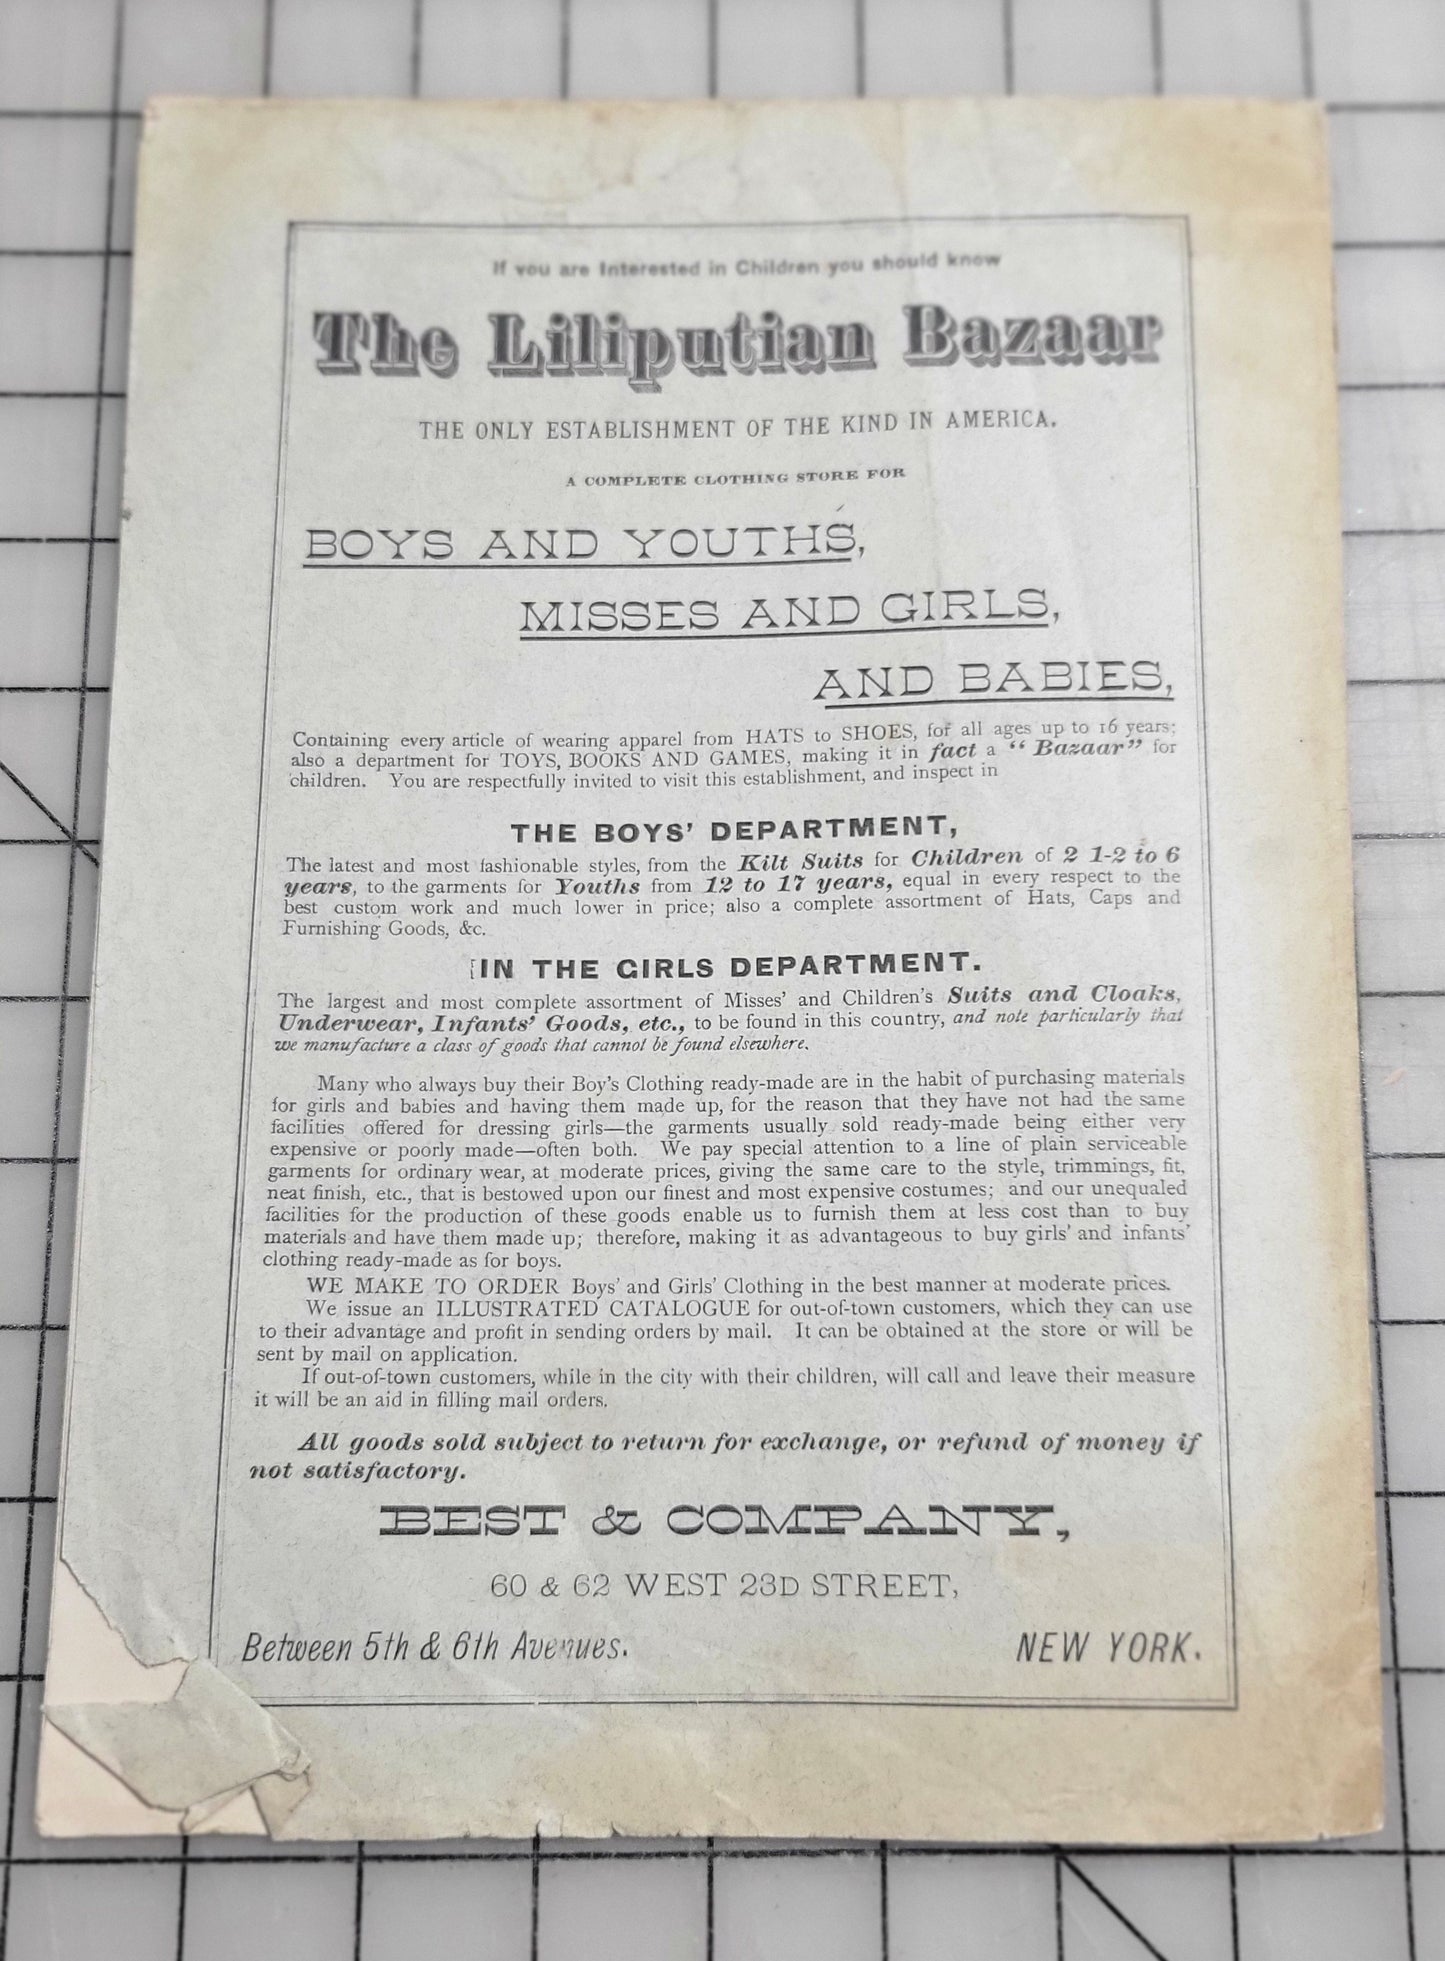 If you are Interested in Children you should know
The Liliputian Bazaar
THE ONLY ESTABLISHMENT OF THE KIND IN AMERICA.
A COMPLETE CLOTHING STORE FOR
BOYS AND YOUTHS,
MISSES AND GIRLS,
AND BABIES,
Containing every article of wearing apparel from HATS to SHOES, for all ages up to 16 years;
also a department for TOYS, BOOKS AND GAMES, making it in fact a “ Bazaar” for
children. You are respectfully invited to visit this establishment, and inspect in
THE BOYS’ DEPARTMENT,
The latest and most fashionable styles, from the Kilt Suits for Children of 2 1-2 to 6
years, to the garments for Youths from 12 to 17 years, equal in every respect to the
best custom work and much lower in price; also a complete assortment of Hats, Caps and
Furnishing Goods, &c.
IN THE GIRLS DEPARTMENT.
The largest and most complete assortment of Misses’ and Children’s Suits and Cloaks,
Underwear, Infants’ Goods, etc., to be found in this country, and note particularly that
we manufacture a class of goods that cannot be found elsewhere.
Many who always buy their Boy’s Clothing ready-made are in the habit of purchasing materials
for girls and babies and having them made up, for the reason that they have not had the same
facilities offered for dressing girls—the garments usually sold ready-made being either very
expensive or poorly made—often both. We pay special attention to a line of plain serviceable
garments for ordinary wear, at moderate prices, giving the same care to the style, trimmings, fit,
neat finish, etc., that is bestowed upon our finest and most expensive costumes; and our unequaled
facilities for the production of these goods enable us to furnish them at less cost than to buy
materials and have them made up; therefore, making it as advantageous to buy girls’ and infants’
clothing ready-made as for boys.
WE MAKE TO ORDER Boys’ and Girls’ Clothing in the best manner at moderate prices.
We issue an ILLUSTRATED CATALOGUE for out-of-town customers, which they can use
to their advantage and profit in sending orders by mail. It can be obtained at the store or will be
sent by mail on application.
If out-of-town customers, while in the city with their children, will call and leave their measure
it will be an aid in filling mail orders.
All goods sold subject to return for exchange, or refund of money if
not satisfactory.
BEST & COMPANY,
60 & 62 WEST 23D STREET,
Between 5th & 6th Avenues. NEW YORK.